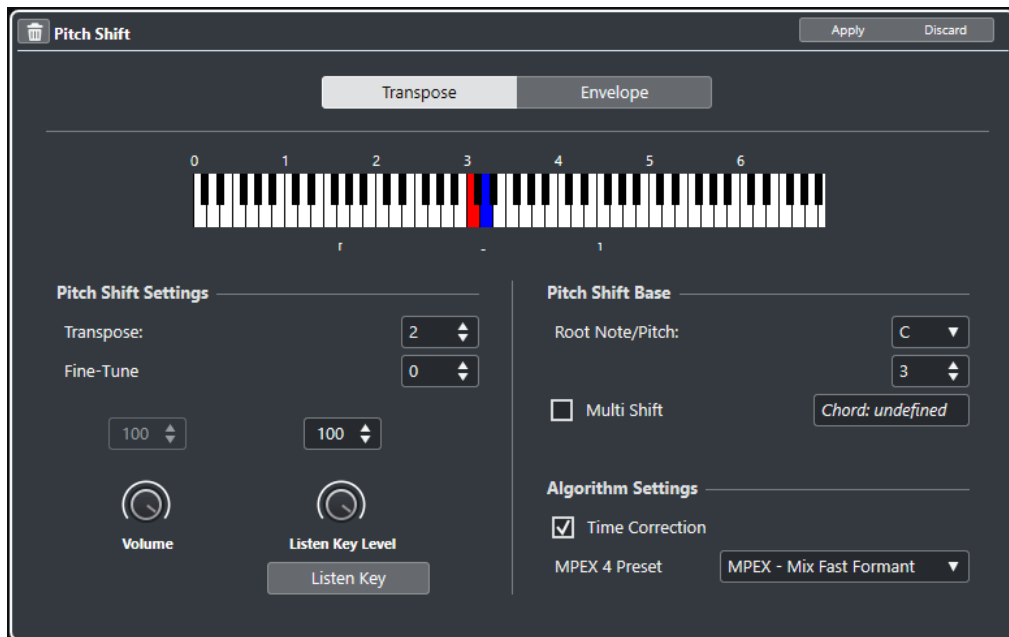 Pitch Shift
Apply
Discard
Transpose
Envelope
0 1 2 3 4 5 6
Pitch Shift Settings
Transpose:
2
Fine-Tune
0
100
100
Volume
Listen Key Level
Listen Key
Pitch Shift Base
Root Note/Pitch:
C
3
Multi Shift
Chord: undefined
Algorithm Settings
Time Correction
MPEX 4 Preset
MPEX - Mix Fast Formant